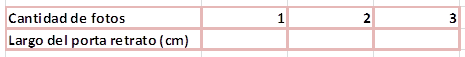 Cantidad de fotos 1 2 3
Largo del porta retrato (cm)